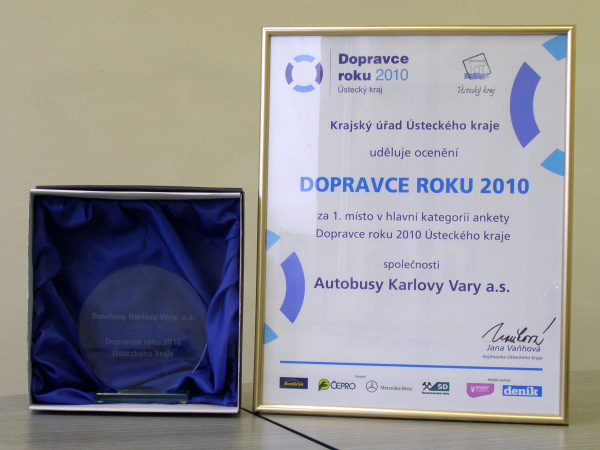 Dopravce
roku 2010
Ústecký kraj
Ústecký kraj
Krajský úřad Ústeckého kraje
uděluje ocenění
DOPRAVCE ROKU 2010
za 1. místo v hlavní kategorii ankety
Dopravce roku 2010 Ústeckého kraje
společnosti
Autobusy Karlovy Vary a.s.
Jana Vaňhová
hejtmanka Ústeckého kraje
ČEPRO
Mercedes-Benz
SD
deník
Autobusy Karlovy Vary, a.s.
Dopravce roku 2010
Ústeckého kraje